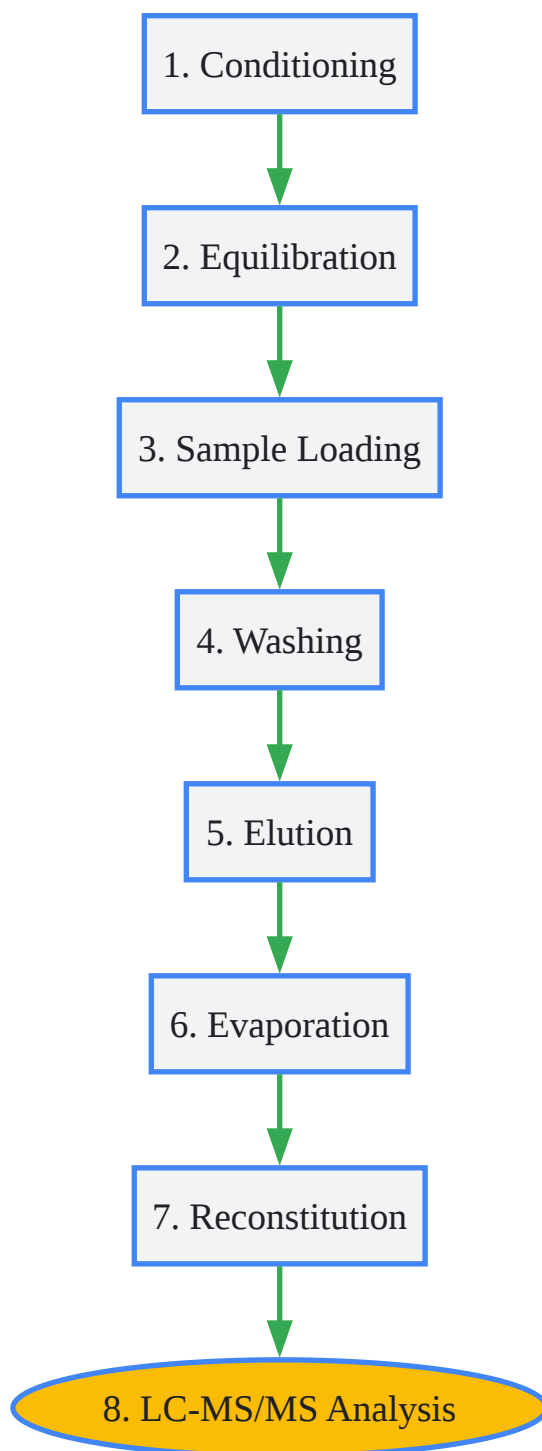 1. Conditioning
2. Equilibration
3. Sample Loading
4. Washing
5. Elution
6. Evaporation
7. Reconstitution
8. LC-MS/MS Analysis